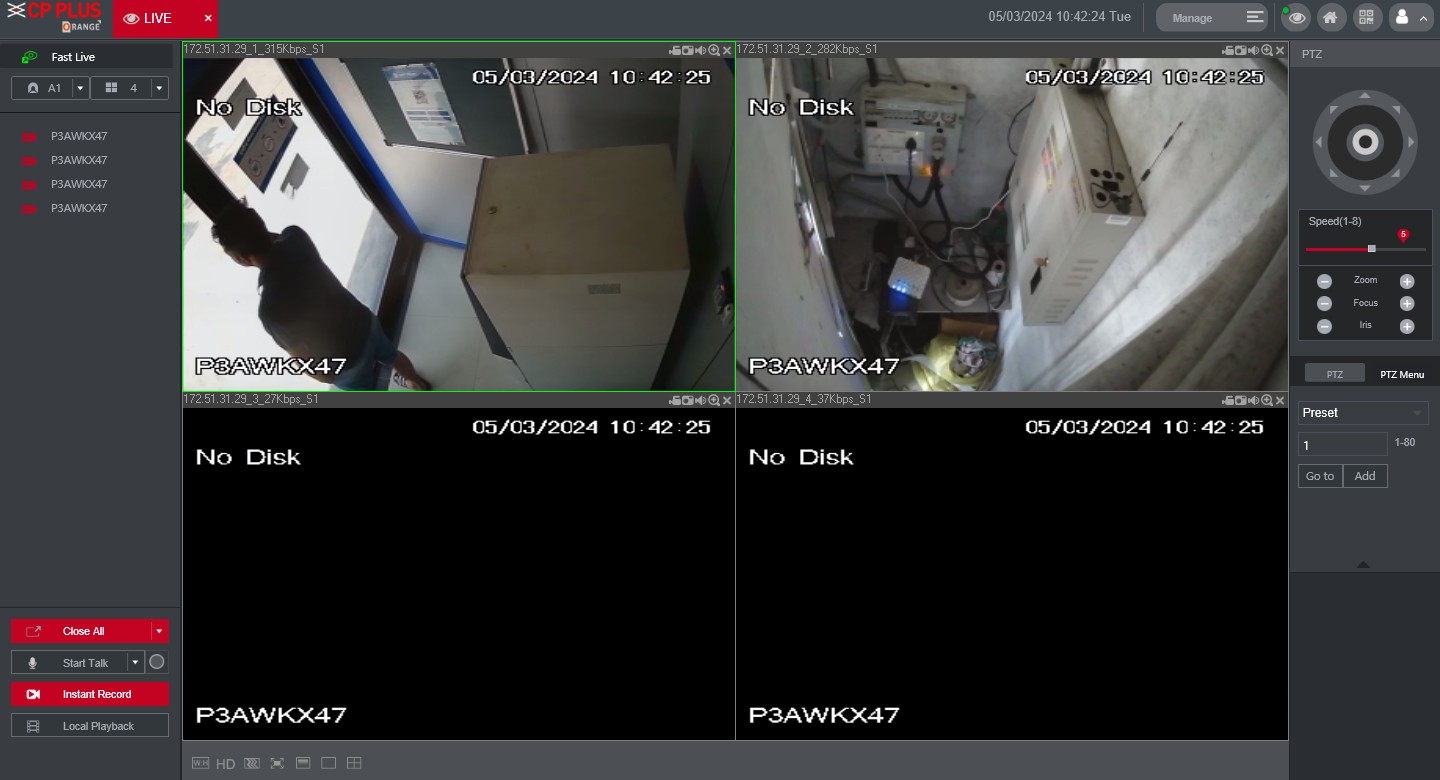 CP PLUS
ORANGE
LIVE
05/03/2024 10:42:24 Tue
Manage
Fast Live
A1
4
P3AWKX47
P3AWKX47
P3AWKX47
P3AWKX47
Close All
Start Talk
Instant Record
Local Playback
172.51.31.29_1_315Kbps_S1
05/03/2024 10:42:25
No Disk
P3AWKX47
172.51.31.29_2_282Kbps_S1
05/03/2024 10:42:25
No Disk
P3AWKX47
172.51.31.29_3_27Kbps_S1
05/03/2024 10:42:25
No Disk
P3AWKX47
172.51.31.29_4_37Kbps_S1
05/03/2024 10:42:25
No Disk
P3AWKX47
W:H
HD
PTZ
Speed(1-8)
5
Zoom
Focus
Iris
PTZ
PTZ Menu
Preset
1
1-80
Go to
Add